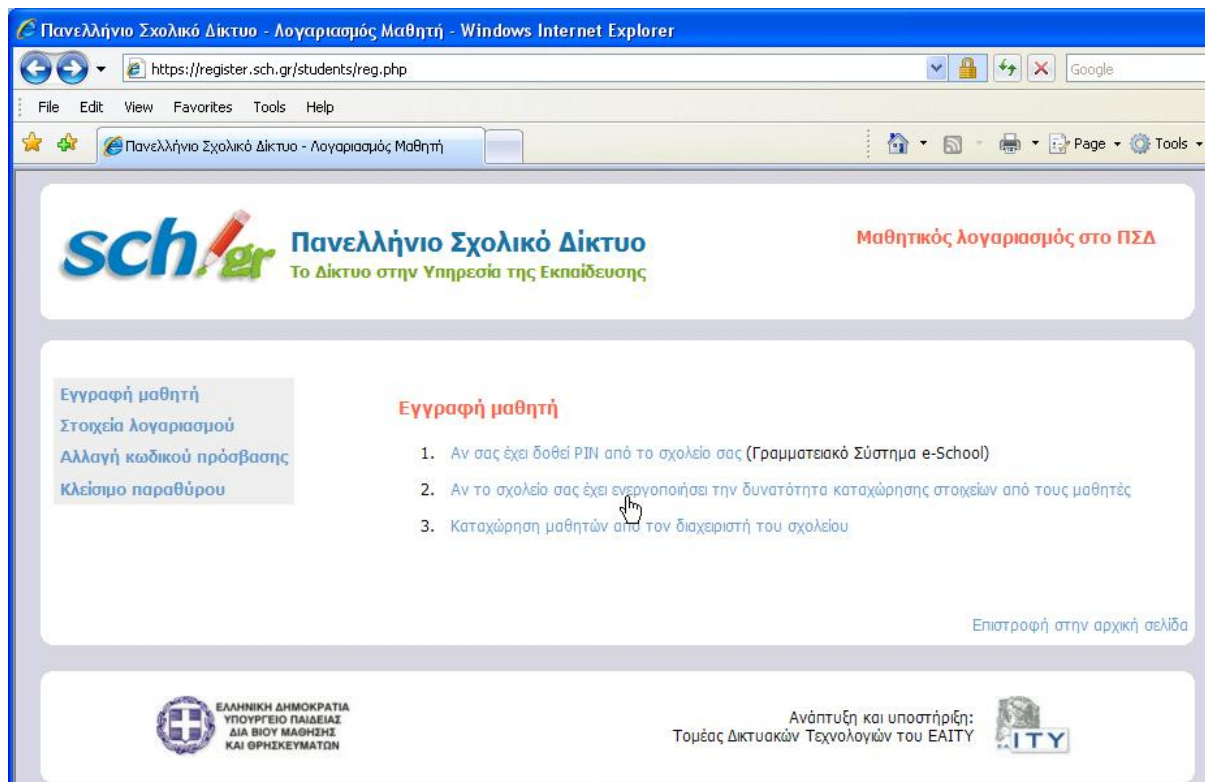 Πανελλήνιο Σχολικό Δίκτυο - Λογαριασμός Μαθητή - Windows Internet Explorer
https://register.sch.gr/students/reg.php
Google
File Edit View Favorites Tools Help
Πανελλήνιο Σχολικό Δίκτυο - Λογαριασμός Μαθητή
Page Tools
sch.gr
Πανελλήνιο Σχολικό Δίκτυο
Το Δίκτυο στην Υπηρεσία της Εκπαίδευσης
Μαθητικός λογαριασμός στο ΠΣΔ
Εγγραφή μαθητή
Στοιχεία λογαριασμού
Αλλαγή κωδικού πρόσβασης
Κλείσιμο παραθύρου
Εγγραφή μαθητή
1. Αν σας έχει δοθεί PIN από το σχολείο σας (Γραμματειακό Σύστημα e-School)
2. Αν το σχολείο σας έχει ενεργοποιήσει την δυνατότητα καταχώρησης στοιχείων από τους μαθητές
3. Καταχώρηση μαθητών από τον διαχειριστή του σχολείου
Επιστροφή στην αρχική σελίδα
ΕΛΛΗΝΙΚΗ ΔΗΜΟΚΡΑΤΙΑ
ΥΠΟΥΡΓΕΙΟ ΠΑΙΔΕΙΑΣ
ΔΙΑ ΒΙΟΥ ΜΑΘΗΣΗΣ
ΚΑΙ ΘΡΗΣΚΕΥΜΑΤΩΝ
Ανάπτυξη και υποστήριξη:
Τομέας Δικτυακών Τεχνολογιών του ΕΑΙΤΥ
ΙΤΥ